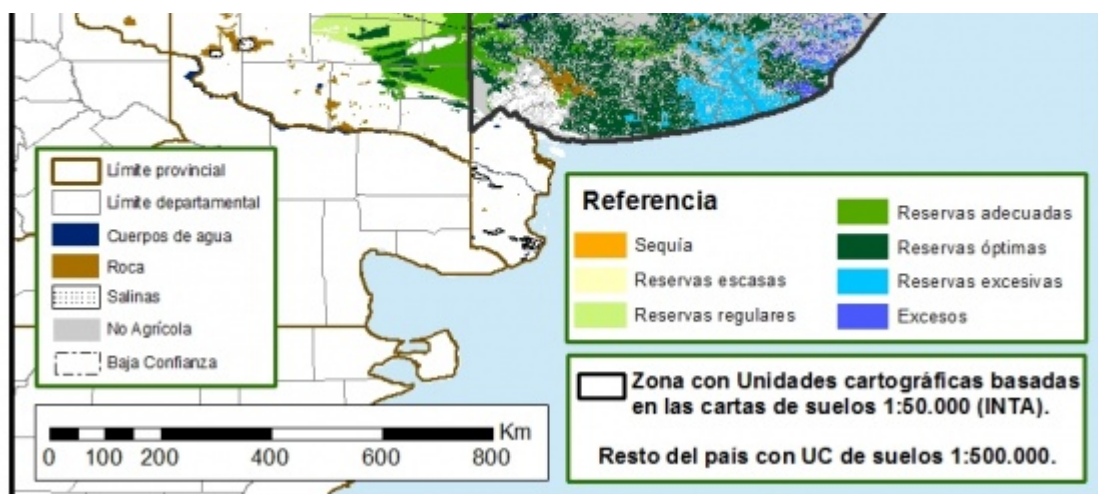 Límite provincial
Límite departamental
Cuerpos de agua
Roca
Salinas
No Agrícola
Baja Confianza
0 100 200 400 600 800 Km
Referencia
Sequía
Reservas escasas
Reservas regulares
Reservas adecuadas
Reservas óptimas
Reservas excesivas
Excesos
Zona con Unidades cartográficas basadas
en las cartas de suelos 1:50.000 (INTA).
Resto del país con UC de suelos 1:500.000.